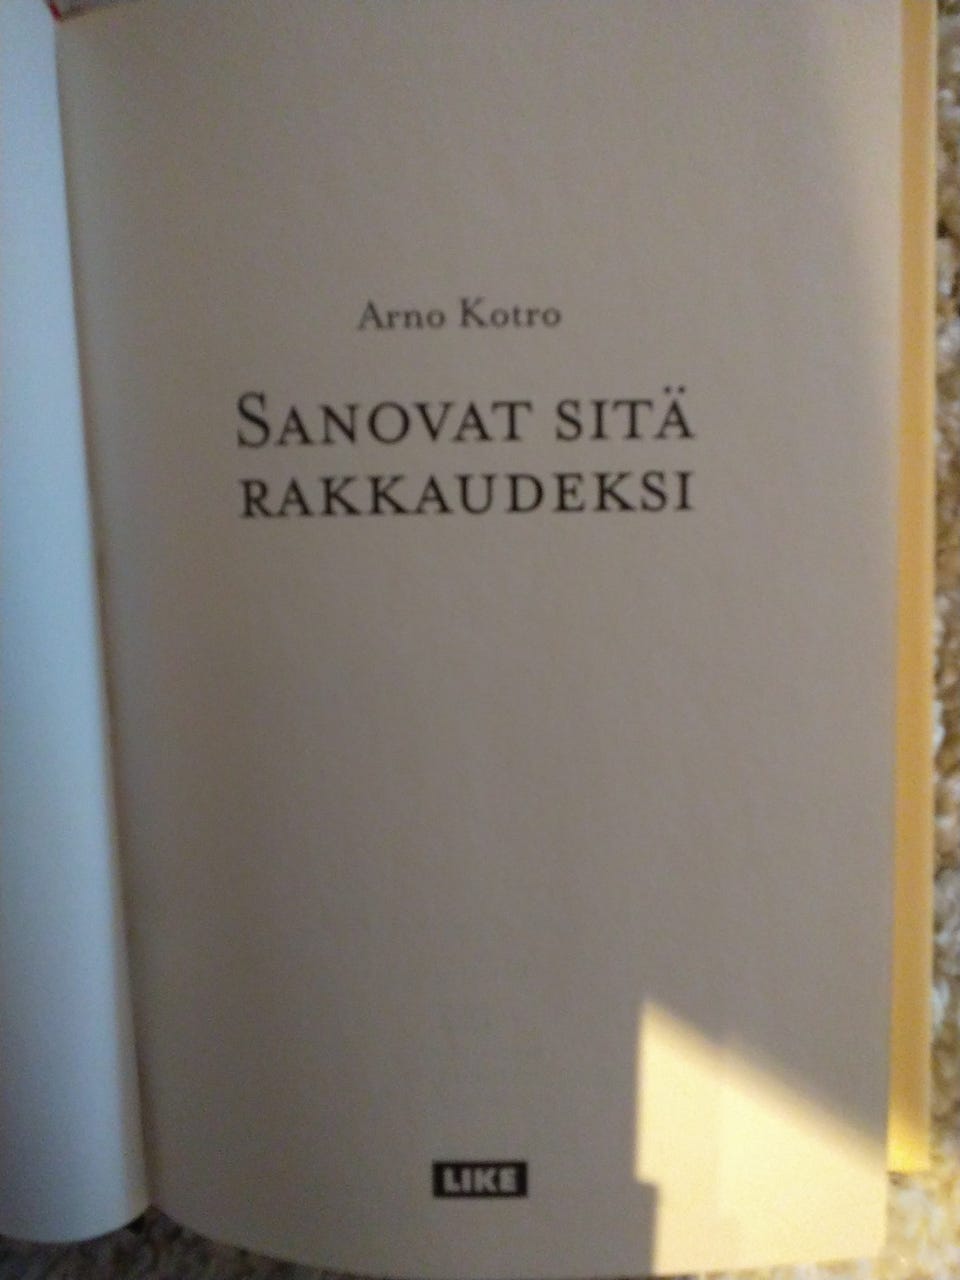 Arno Kotro
SANOVAT SITÄ
RAKKAUDEKSI
LIKE